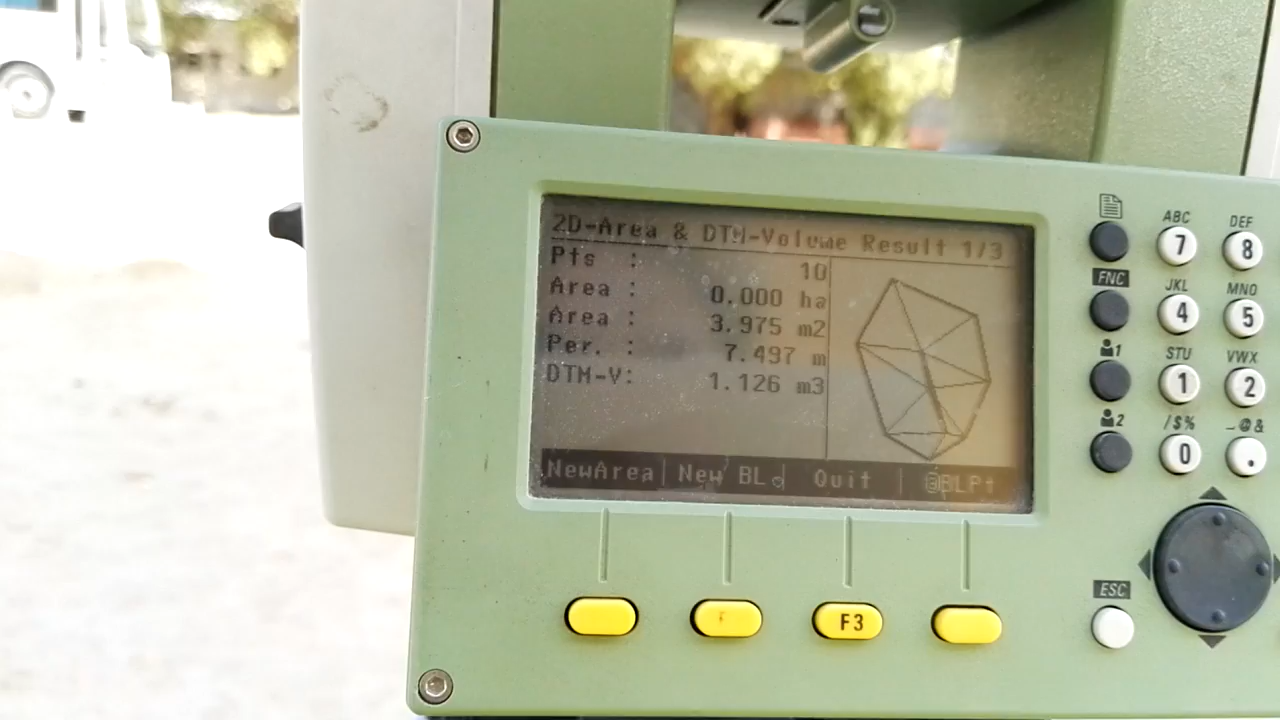 2D-Area & DTM-Volume Result 1/3
Pts : 10
Area : 0.000 ha
Area : 3.975 m2
Per. : 7.497 m
DTM-V: 1.126 m3
NewArea New BL Quit @BLPt
F F3
FNC
1
2
ESC
ABC DEF
7 8
JKL MNO
4 5
STU VWX
1 2
/$% _@&
0 .